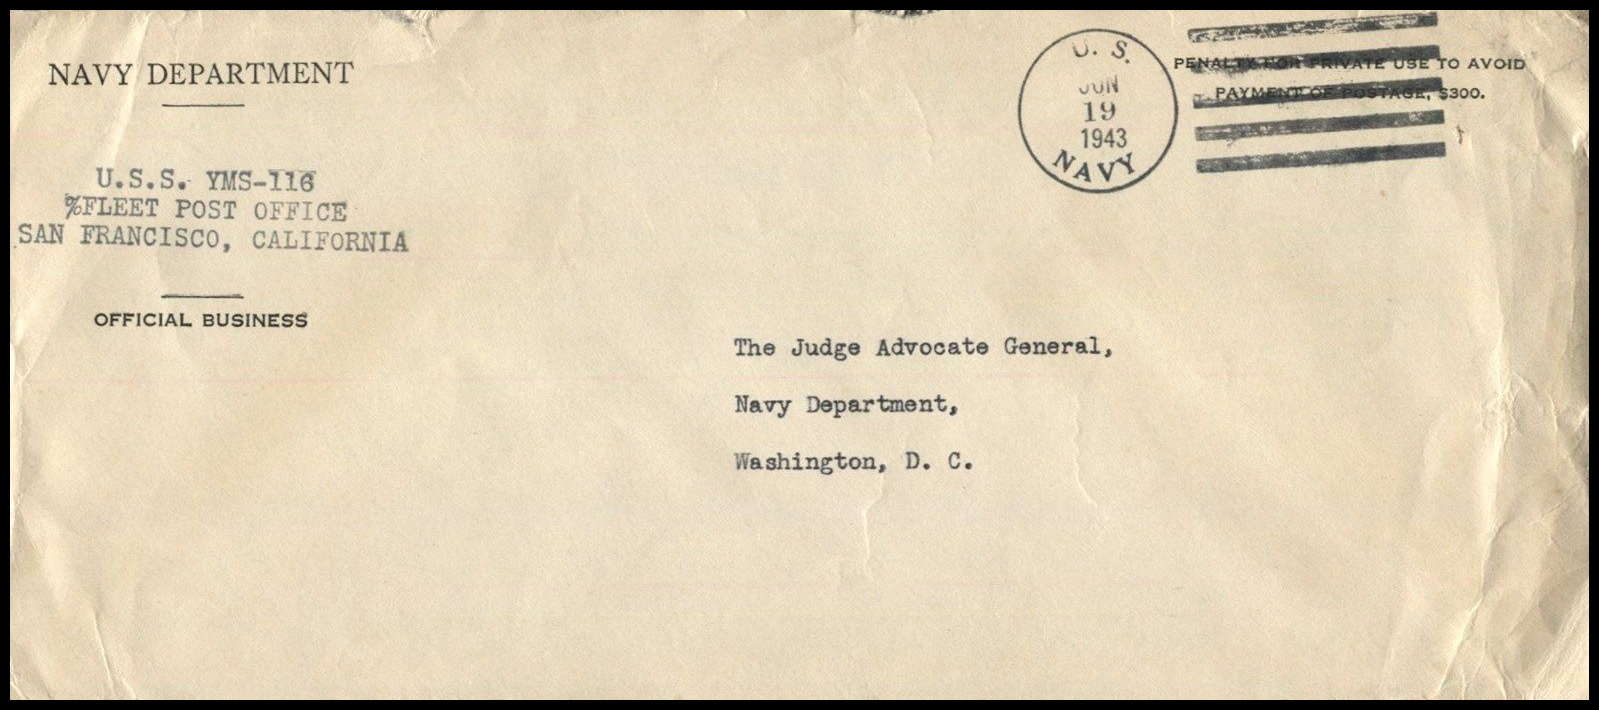 NAVY DEPARTMENT
U.S.S. YMS-116
%FLEET POST OFFICE
SAN FRANCISCO, CALIFORNIA
OFFICIAL BUSINESS
U. S.
JUN
19
1943
NAVY
PENALTY FOR PRIVATE USE TO AVOID
PAYMENT OF POSTAGE, $300.
The Judge Advocate General,
Navy Department,
Washington, D. C.